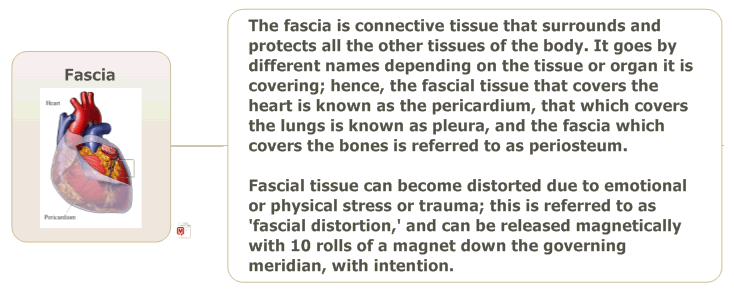 Fascia
Heart
Pericardium
The fascia is connective tissue that surrounds and
protects all the other tissues of the body. It goes by
different names depending on the tissue or organ it is
covering; hence, the fascial tissue that covers the
heart is known as the pericardium, that which covers
the lungs is known as pleura, and the fascia which
covers the bones is referred to as periosteum.
Fascial tissue can become distorted due to emotional
or physical stress or trauma; this is referred to as
'fascial distortion,' and can be released magnetically
with 10 rolls of a magnet down the governing
meridian, with intention.